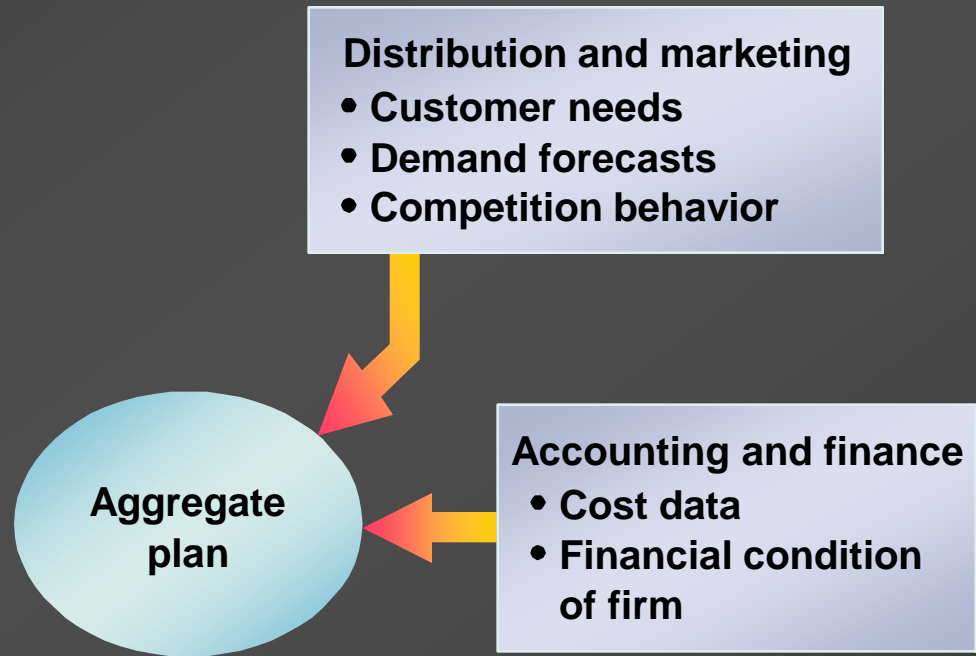 Distribution and marketing
• Customer needs
• Demand forecasts
• Competition behavior
Aggregate
plan
Accounting and finance
• Cost data
• Financial condition
of firm